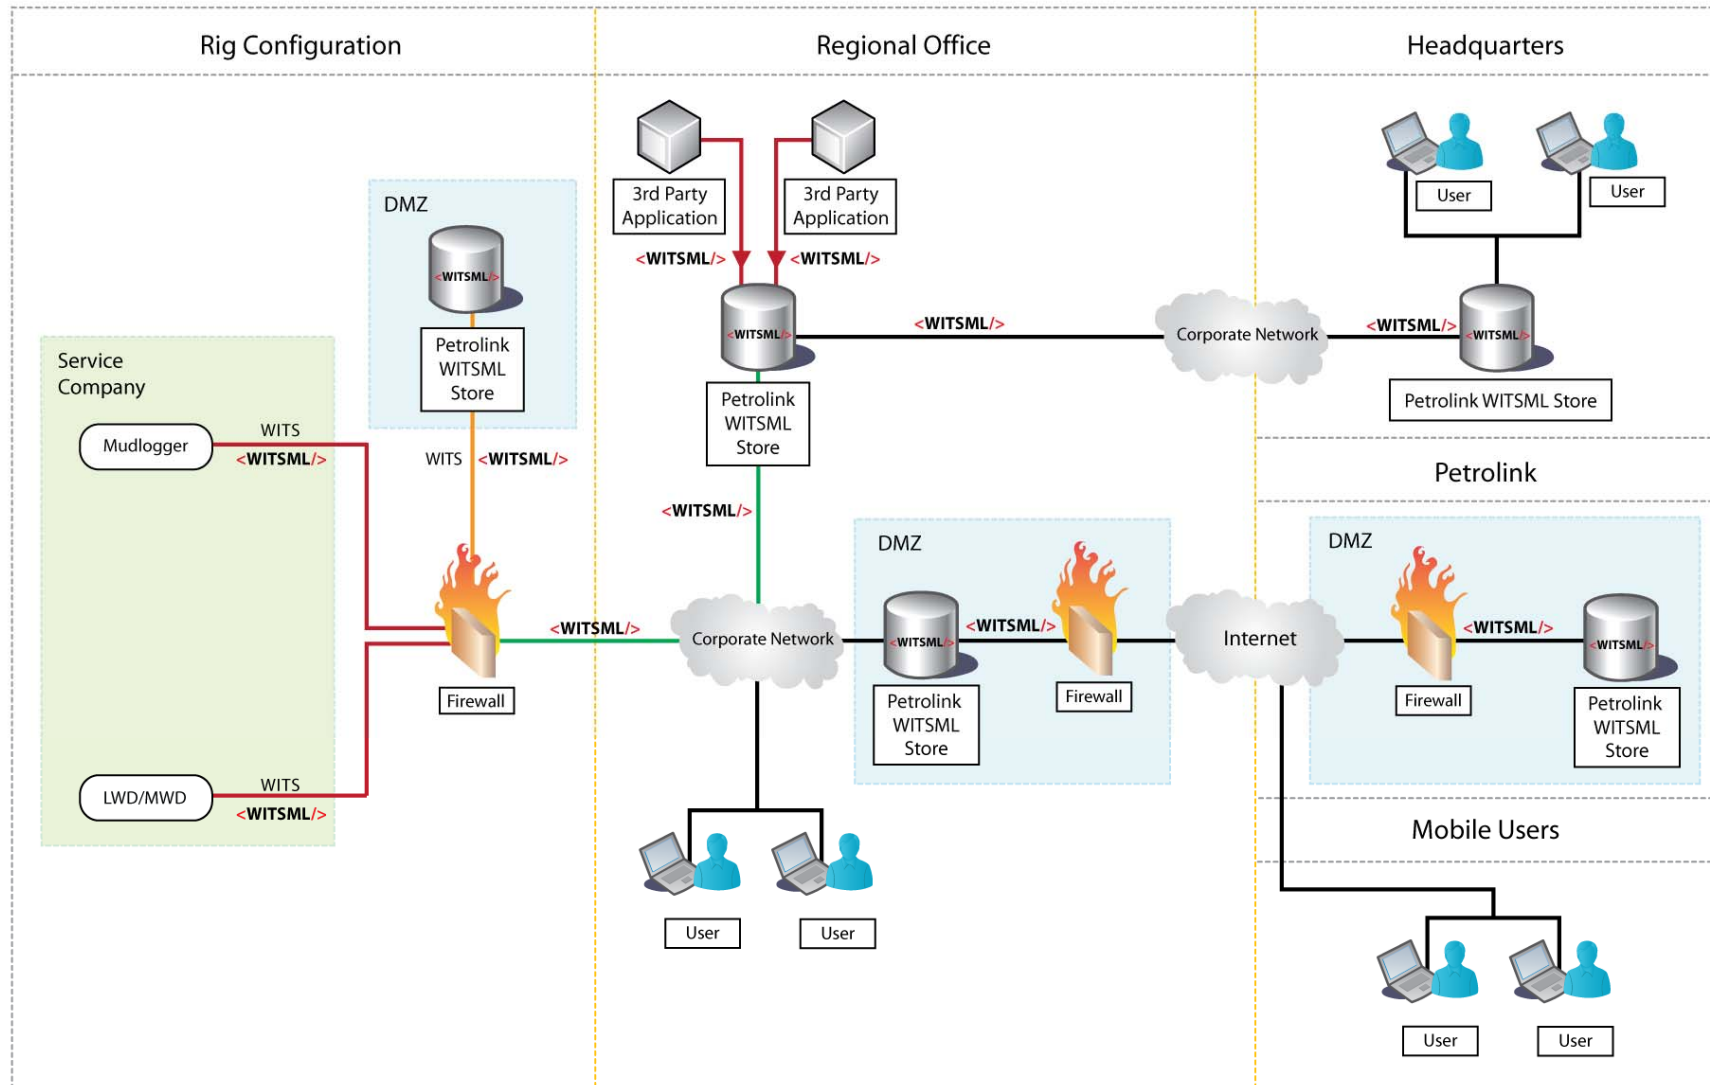 Rig Configuration
Regional Office
Headquarters
3rd Party
Application
3rd Party
Application
<WITSML/>
<WITSML/>
User
User
DMZ
<WITSML/>
Petrolink
WITSML
Store
<WITSML/>
Petrolink
WITSML
Store
<WITSML/>
Corporate Network
<WITSML/>
<WITSML/>
Petrolink WITSML Store
Service
Company
Mudlogger
WITS
<WITSML/>
WITS
<WITSML/>
LWD/MWD
WITS
<WITSML/>
Firewall
<WITSML/>
<WITSML/>
Corporate Network
User
User
DMZ
<WITSML/>
Petrolink
WITSML
Store
<WITSML/>
Firewall
Internet
Petrolink
DMZ
Firewall
<WITSML/>
<WITSML/>
Petrolink
WITSML
Store
Mobile Users
User
User